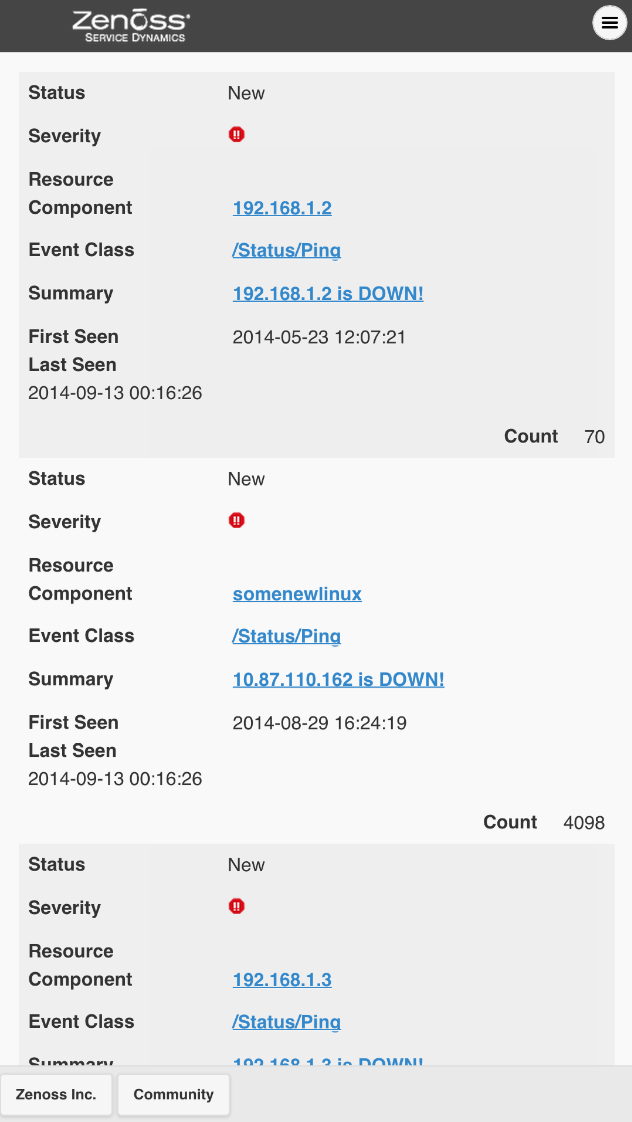 Zenoss
SERVICE DYNAMICS
Status New
Severity
Resource
Component 192.168.1.2
Event Class /Status/Ping
Summary 192.168.1.2 is DOWN!
First Seen 2014-05-23 12:07:21
Last Seen
2014-09-13 00:16:26
Count 70
Status New
Severity
Resource
Component somenewlinux
Event Class /Status/Ping
Summary 10.87.110.162 is DOWN!
First Seen 2014-08-29 16:24:19
Last Seen
2014-09-13 00:16:26
Count 4098
Status New
Severity
Resource
Component 192.168.1.3
Event Class /Status/Ping
Summary 192.168.1.3 is DOWN!
Zenoss Inc. Community